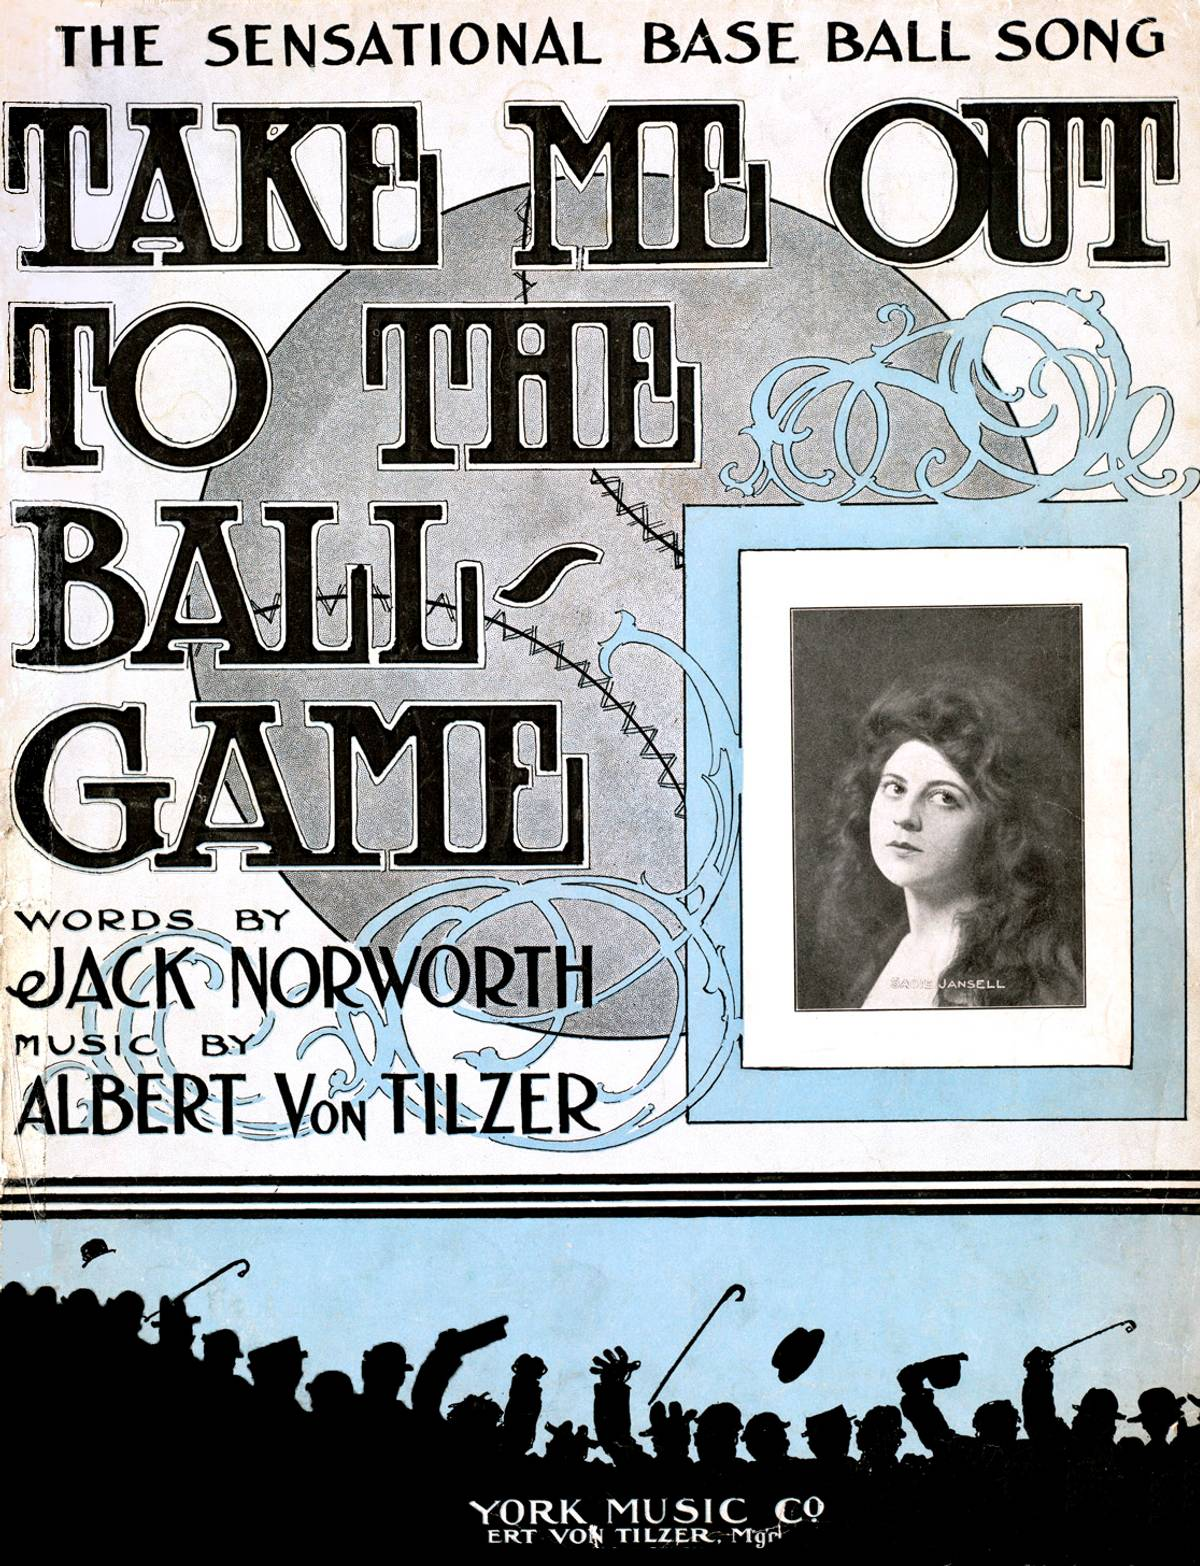 THE SENSATIONAL BASE BALL SONG
TAKE ME OUT
TO THE
BALL-
GAME
WORDS BY
JACK NORWORTH
MUSIC BY
ALBERT VON TILZER
SADIE JANSELL
YORK MUSIC CO
ERT VON TILZER, Mgr